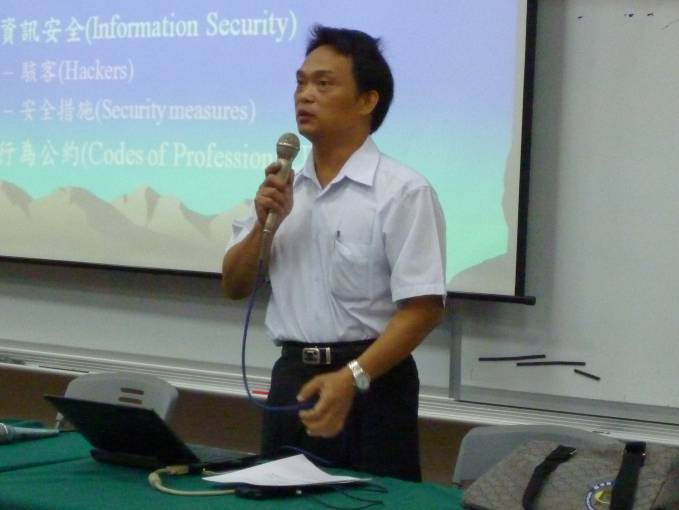 資訊安全(Information Security)
– 駭客(Hackers)
– 安全措施(Security measures)
行為公約(Codes of Profession